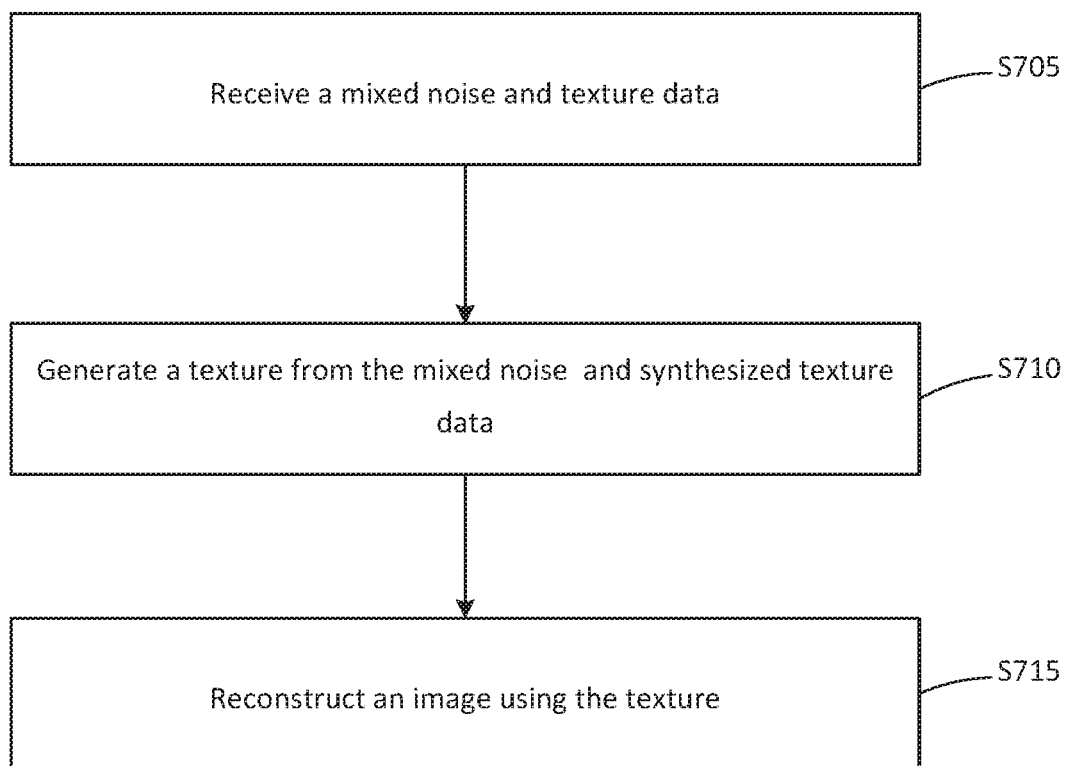 Receive a mixed noise and texture data
S705
Generate a texture from the mixed noise and synthesized texture
data
S710
Reconstruct an image using the texture
S715